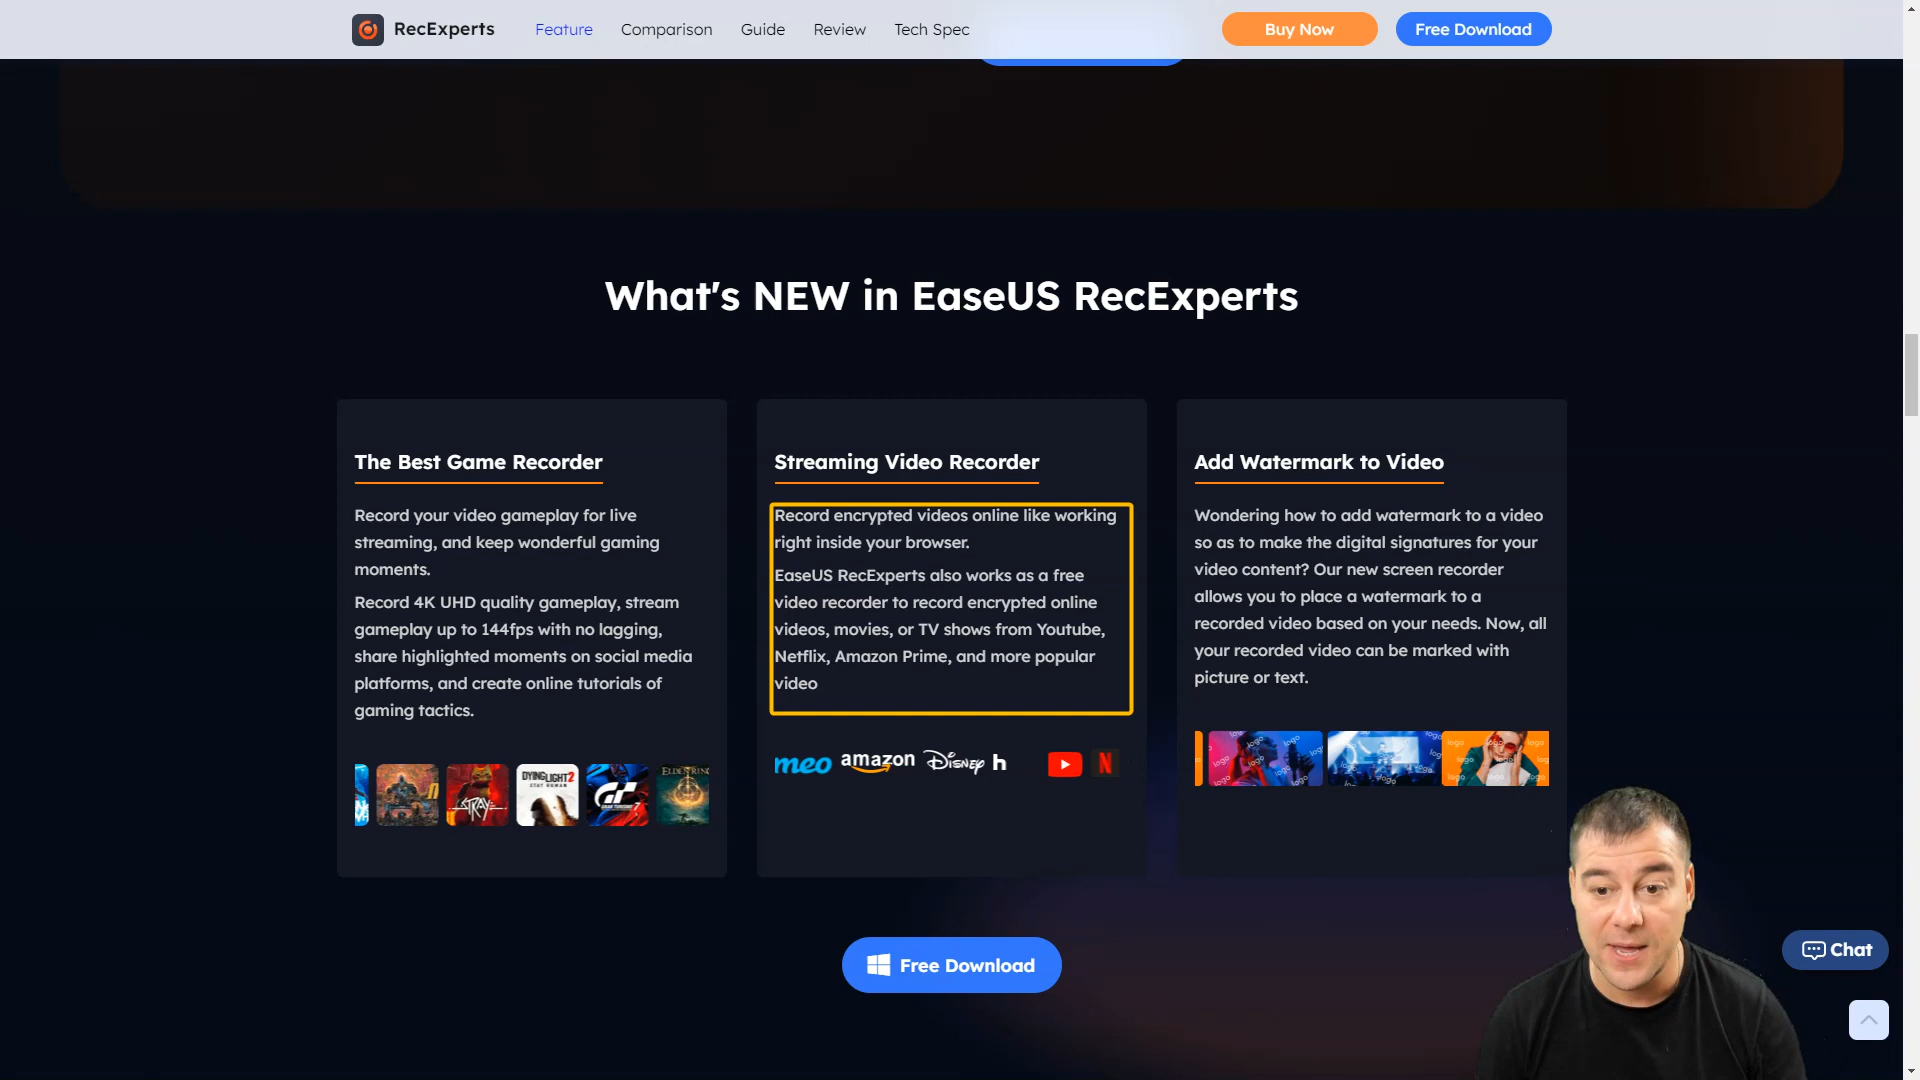 RecExperts
Feature
Comparison
Guide
Review
Tech Spec
Buy Now
Free Download
What's NEW in EaseUS RecExperts
The Best Game Recorder
Record your video gameplay for live
streaming, and keep wonderful gaming
moments.
Record 4K UHD quality gameplay, stream
gameplay up to 144fps with no lagging,
share highlighted moments on social media
platforms, and create online tutorials of
gaming tactics.
STRAY
DYING LIGHT 2
STAY HUMAN
GT
GRAN TURISMO 7
ELDEN RING
Streaming Video Recorder
Record encrypted videos online like working
right inside your browser.
EaseUS RecExperts also works as a free
video recorder to record encrypted online
videos, movies, or TV shows from Youtube,
Netflix, Amazon Prime, and more popular
video
meo
amazon
Disney
h
N
Add Watermark to Video
Wondering how to add watermark to a video
so as to make the digital signatures for your
video content? Our new screen recorder
allows you to place a watermark to a
recorded video based on your needs. Now, all
your recorded video can be marked with
picture or text.
Free Download
Chat